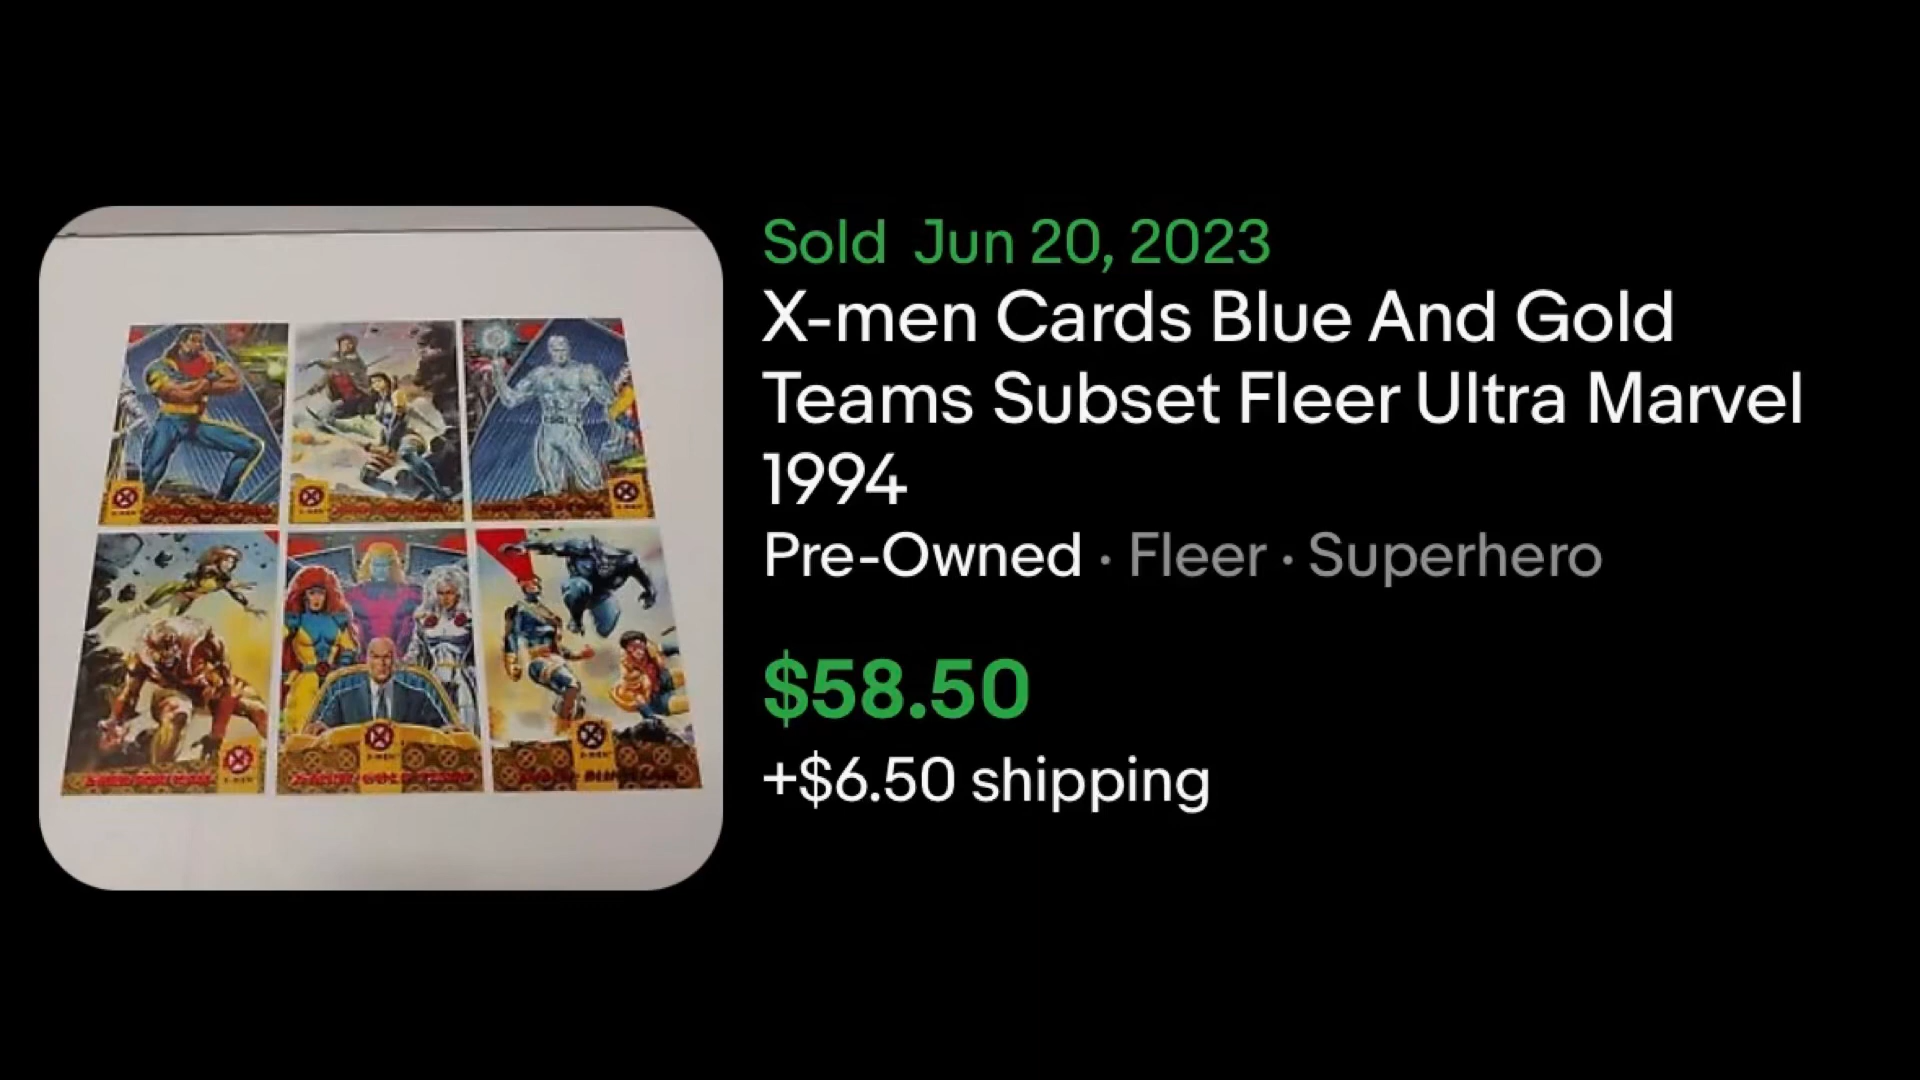 Sold Jun 20, 2023
X-men Cards Blue And Gold
Teams Subset Fleer Ultra Marvel
1994
Pre-Owned · Fleer · Superhero
$58.50
+$6.50 shipping